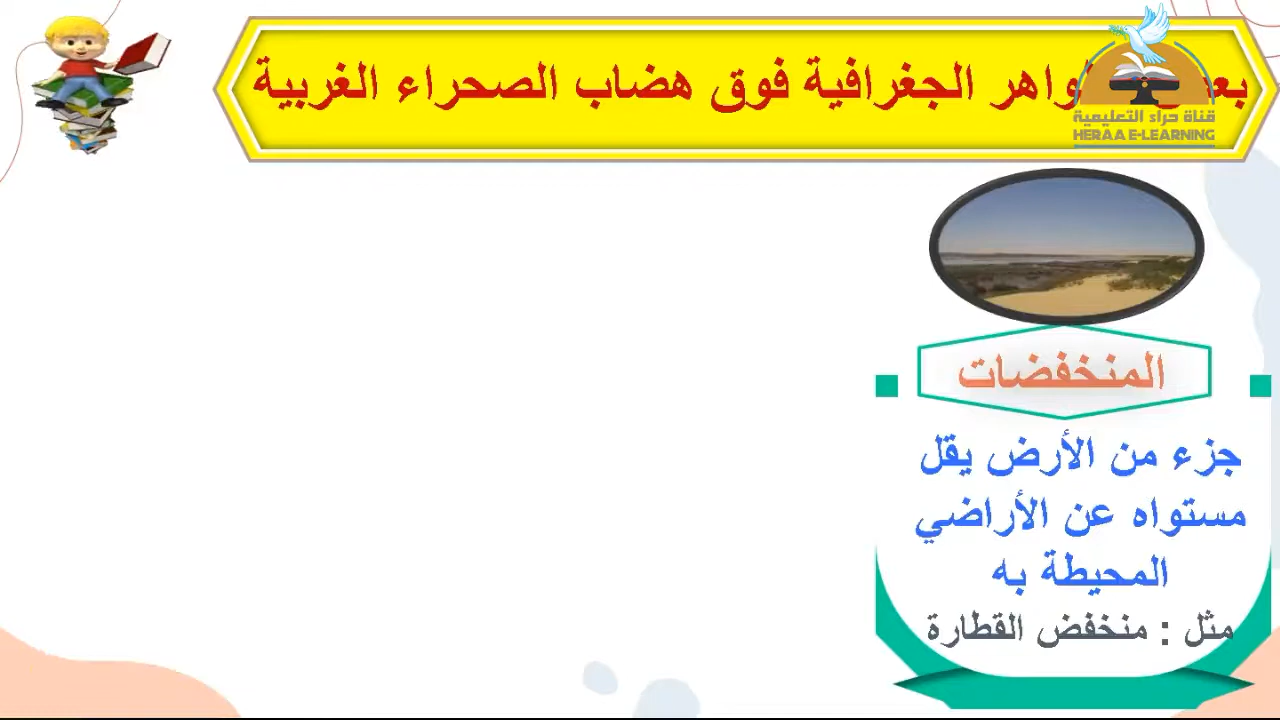 الجغرافية فوق هضاب الصحراء الغربية
قناة حراء التعليمية
HERAA E-LEARNING
المنخفضات
جزء من الأرض يقل
مستواه عن الأراضي
المحيطة به
مثل : منخفض القطارة